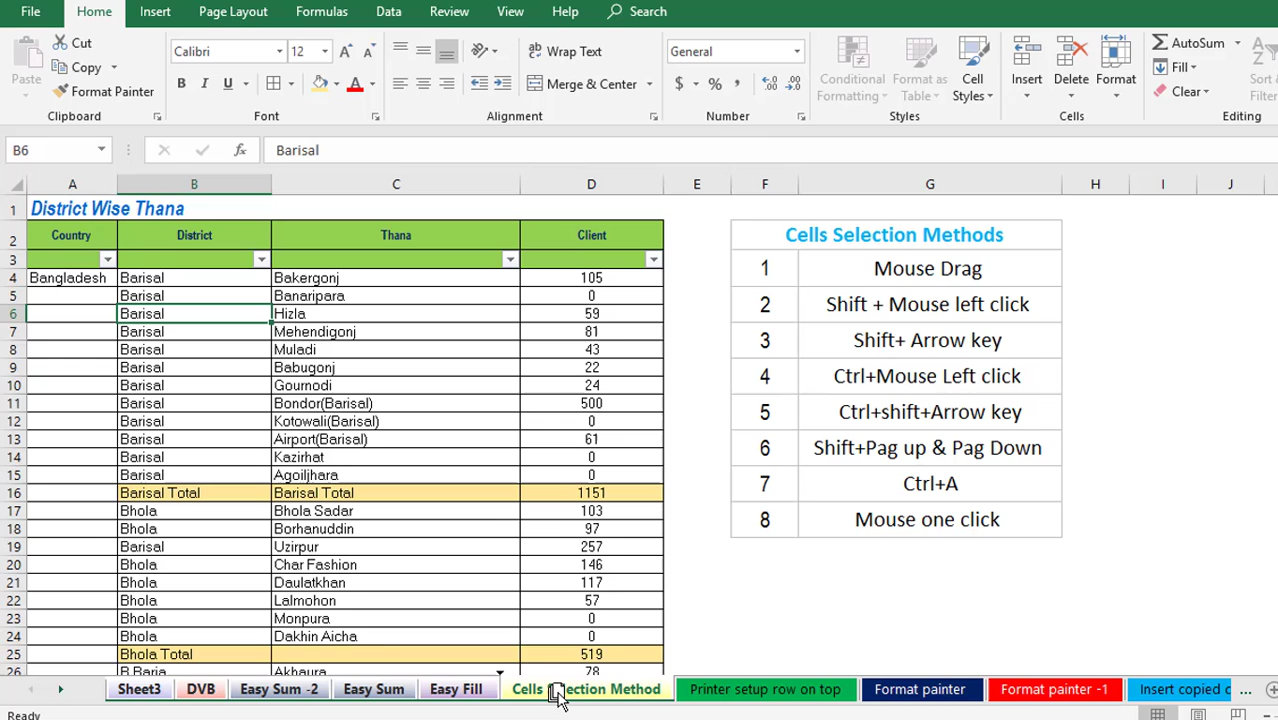 File Home Insert Page Layout Formulas Data Review View Help Search
Cut
Copy
Format Painter
Paste
Clipboard
Calibri 12
B I U
Font
Wrap Text
Merge & Center
Alignment
General
$ % ,
Number
Conditional Formatting
Format as Table
Cell Styles
Styles
Insert Delete Format
Cells
AutoSum
Fill
Clear
Sort
Editing
B6 fx Barisal
A B C D E F G H I J
1 District Wise Thana
2 Country District Thana Client Cells Selection Methods
3 1 Mouse Drag
4 Bangladesh Barisal Bakergonj 105
5 Barisal Banaripara 0 2 Shift + Mouse left click
6 Barisal Hizla 59
7 Barisal Mehendigonj 81 3 Shift+ Arrow key
8 Barisal Muladi 43
9 Barisal Babugonj 22 4 Ctrl+Mouse Left click
10 Barisal Gournodi 24
11 Barisal Bondor(Barisal) 500 5 Ctrl+shift+Arrow key
12 Barisal Kotowali(Barisal) 0
13 Barisal Airport(Barisal) 61 6 Shift+Pag up & Pag Down
14 Barisal Kazirhat 0
15 Barisal Agoiljhara 0 7 Ctrl+A
16 Barisal Total Barisal Total 1151
17 Bhola Bhola Sadar 103 8 Mouse one click
18 Bhola Borhanuddin 97
19 Barisal Uzirpur 257
20 Bhola Char Fashion 146
21 Bhola Daulatkhan 117
22 Bhola Lalmohon 57
23 Bhola Monpura 0
24 Bhola Dakhin Aicha 0
25 Bhola Total 519
26 B.Baria Akhaura 78
Sheet3 DVB Easy Sum -2 Easy Sum Easy Fill Cells Selection Method Printer setup row on top Format painter Format painter -1 Insert copied c ...
Ready